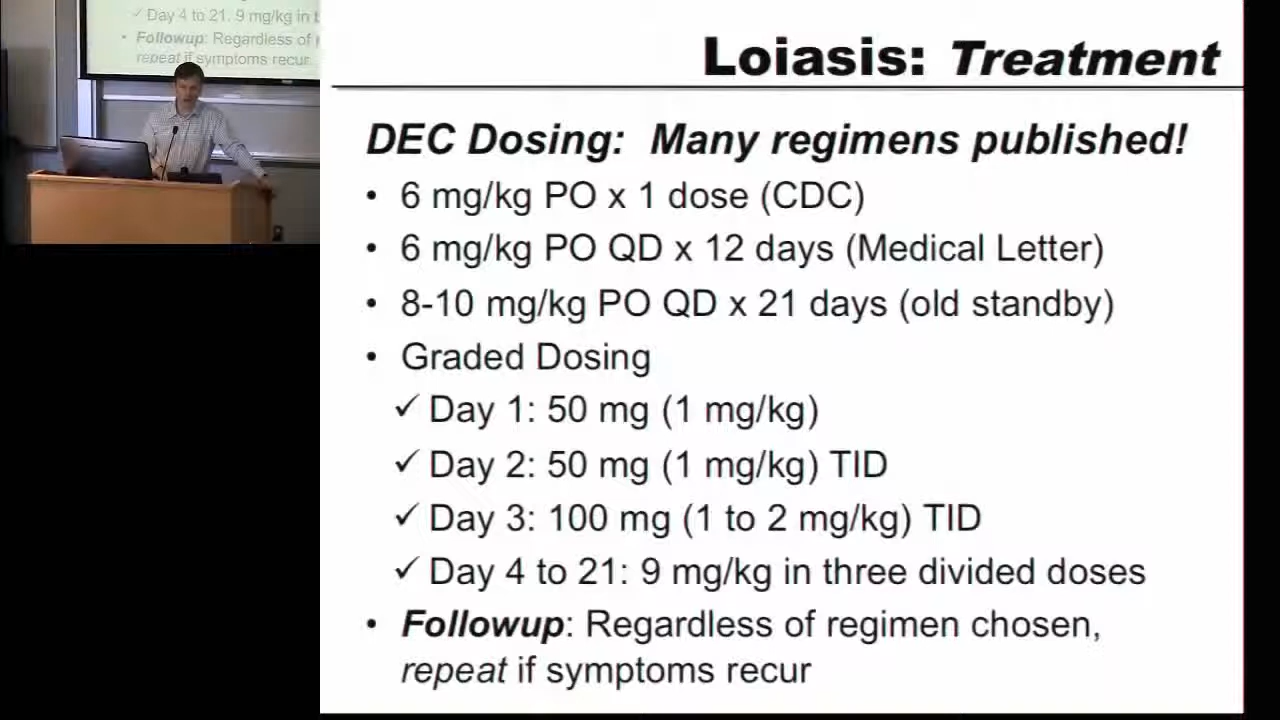 ✓ Day 4 to 21: 9 mg/kg in
• Followup: Regardless of
repeat if symptoms recur
Loiasis: Treatment
DEC Dosing: Many regimens published!
• 6 mg/kg PO x 1 dose (CDC)
• 6 mg/kg PO QD x 12 days (Medical Letter)
• 8-10 mg/kg PO QD x 21 days (old standby)
• Graded Dosing
✓ Day 1: 50 mg (1 mg/kg)
✓ Day 2: 50 mg (1 mg/kg) TID
✓ Day 3: 100 mg (1 to 2 mg/kg) TID
✓ Day 4 to 21: 9 mg/kg in three divided doses
• Followup: Regardless of regimen chosen,
repeat if symptoms recur